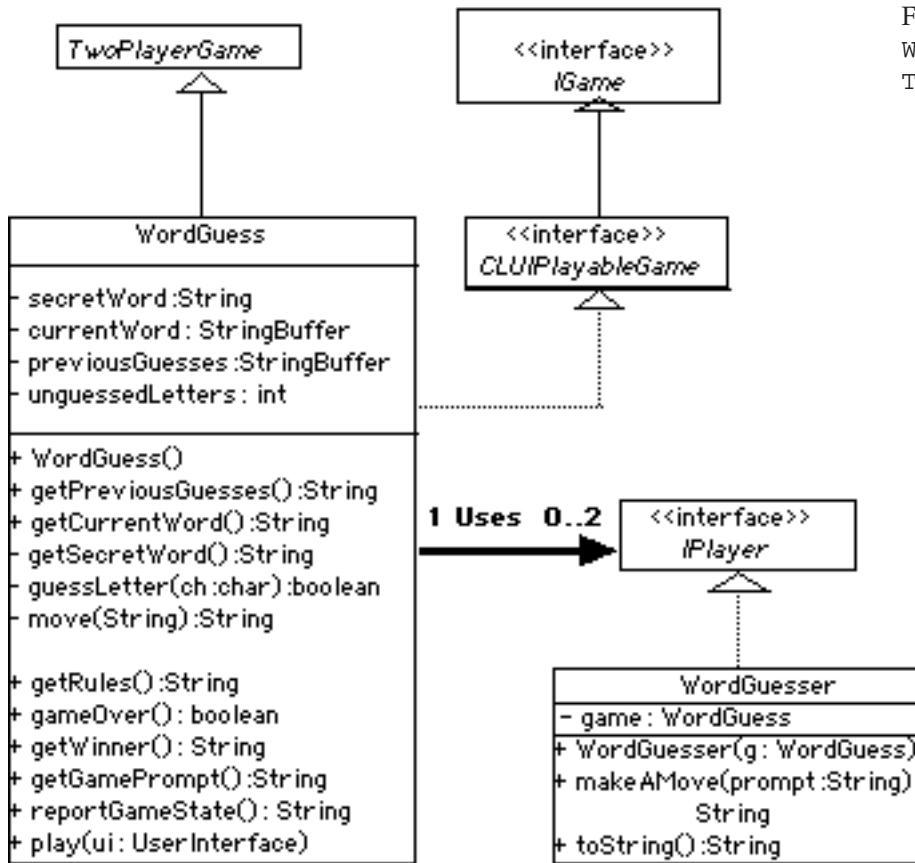 TwoPlayerGame
<<interface>>
IGame
F
W
T
WordGuess
- secretWord:String
- currentWord: StringBuffer
- previousGuesses:StringBuffer
- unguessedLetters: int
+ WordGuess()
+ getPreviousGuesses():String
+ getCurrentWord():String
- getSecretWord():String
- guessLetter(ch:char):boolean
- move(String):String
+ getRules():String
+ gameOver(): boolean
+ getWinner(): String
+ getGamePrompt():String
+ reportGameState(): String
+ play(ui: UserInterface)
<<interface>>
CLUIPlayableGame
1 Uses 0..2
<<interface>>
IPlayer
WordGuesser
- game: WordGuess
+ WordGuesser(g: WordGuess)
+ makeAMove(prompt:String)
String
+ toString():String